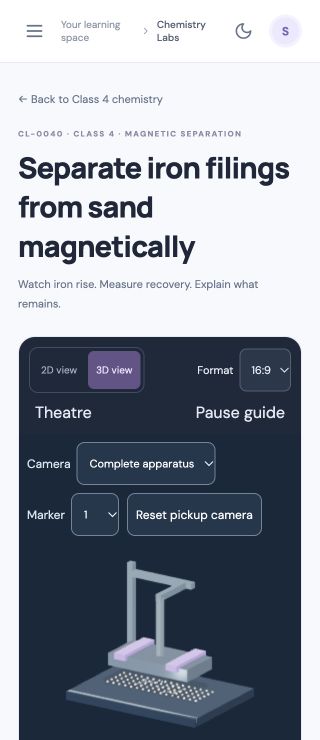 Your learning space
Chemistry Labs
S
← Back to Class 4 chemistry
CL-0040 · CLASS 4 · MAGNETIC SEPARATION
Separate iron filings
from sand
magnetically
Watch iron rise. Measure recovery. Explain what
remains.
2D view
3D view
Format
16:9
Theatre
Pause guide
Camera
Complete apparatus
Marker
1
Reset pickup camera